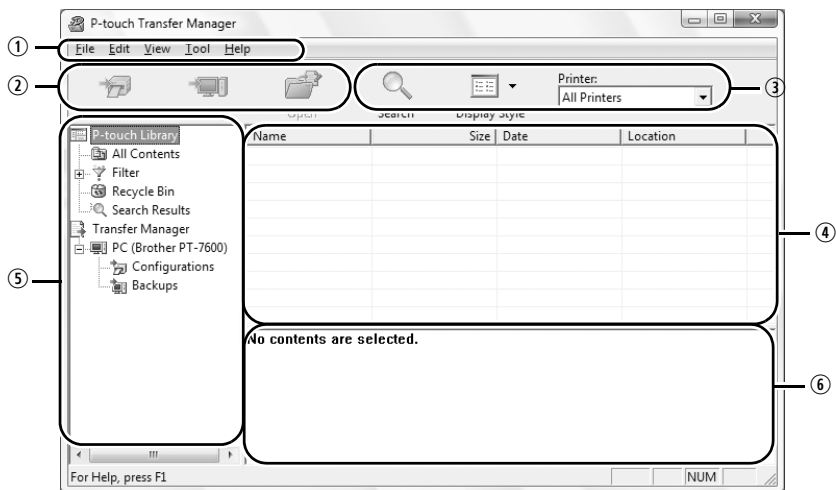 P-touch Transfer Manager
① File Edit View Tool Help
②
Printer:
All Printers
③
Open Search Display Style
P-touch Library
All Contents
Filter
Recycle Bin
Search Results
Transfer Manager
PC (Brother PT-7600)
Configurations
Backups
⑤
Name Size Date Location
④
No contents are selected.
⑥
For Help, press F1
NUM